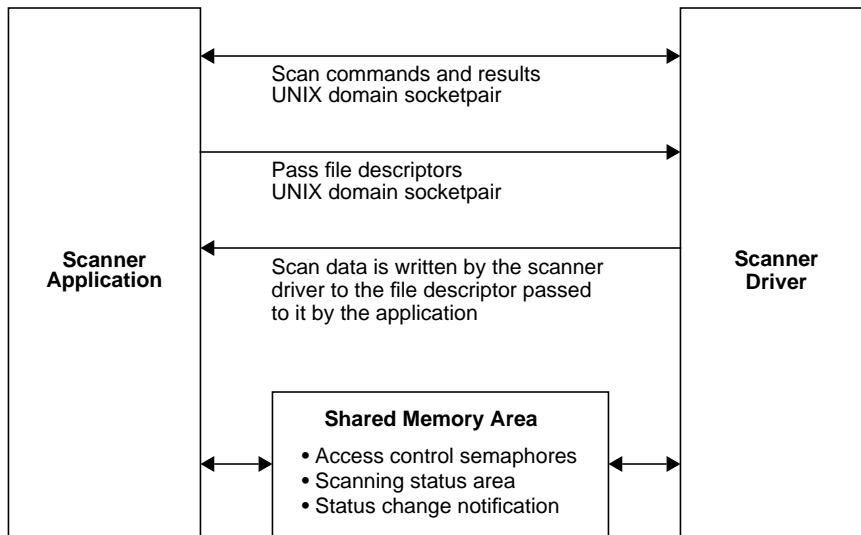 Scan commands and results
UNIX domain socketpair
Pass file descriptors
UNIX domain socketpair
Scanner
Application
Scan data is written by the scanner
driver to the file descriptor passed
to it by the application
Scanner
Driver
Shared Memory Area
• Access control semaphores
• Scanning status area
• Status change notification